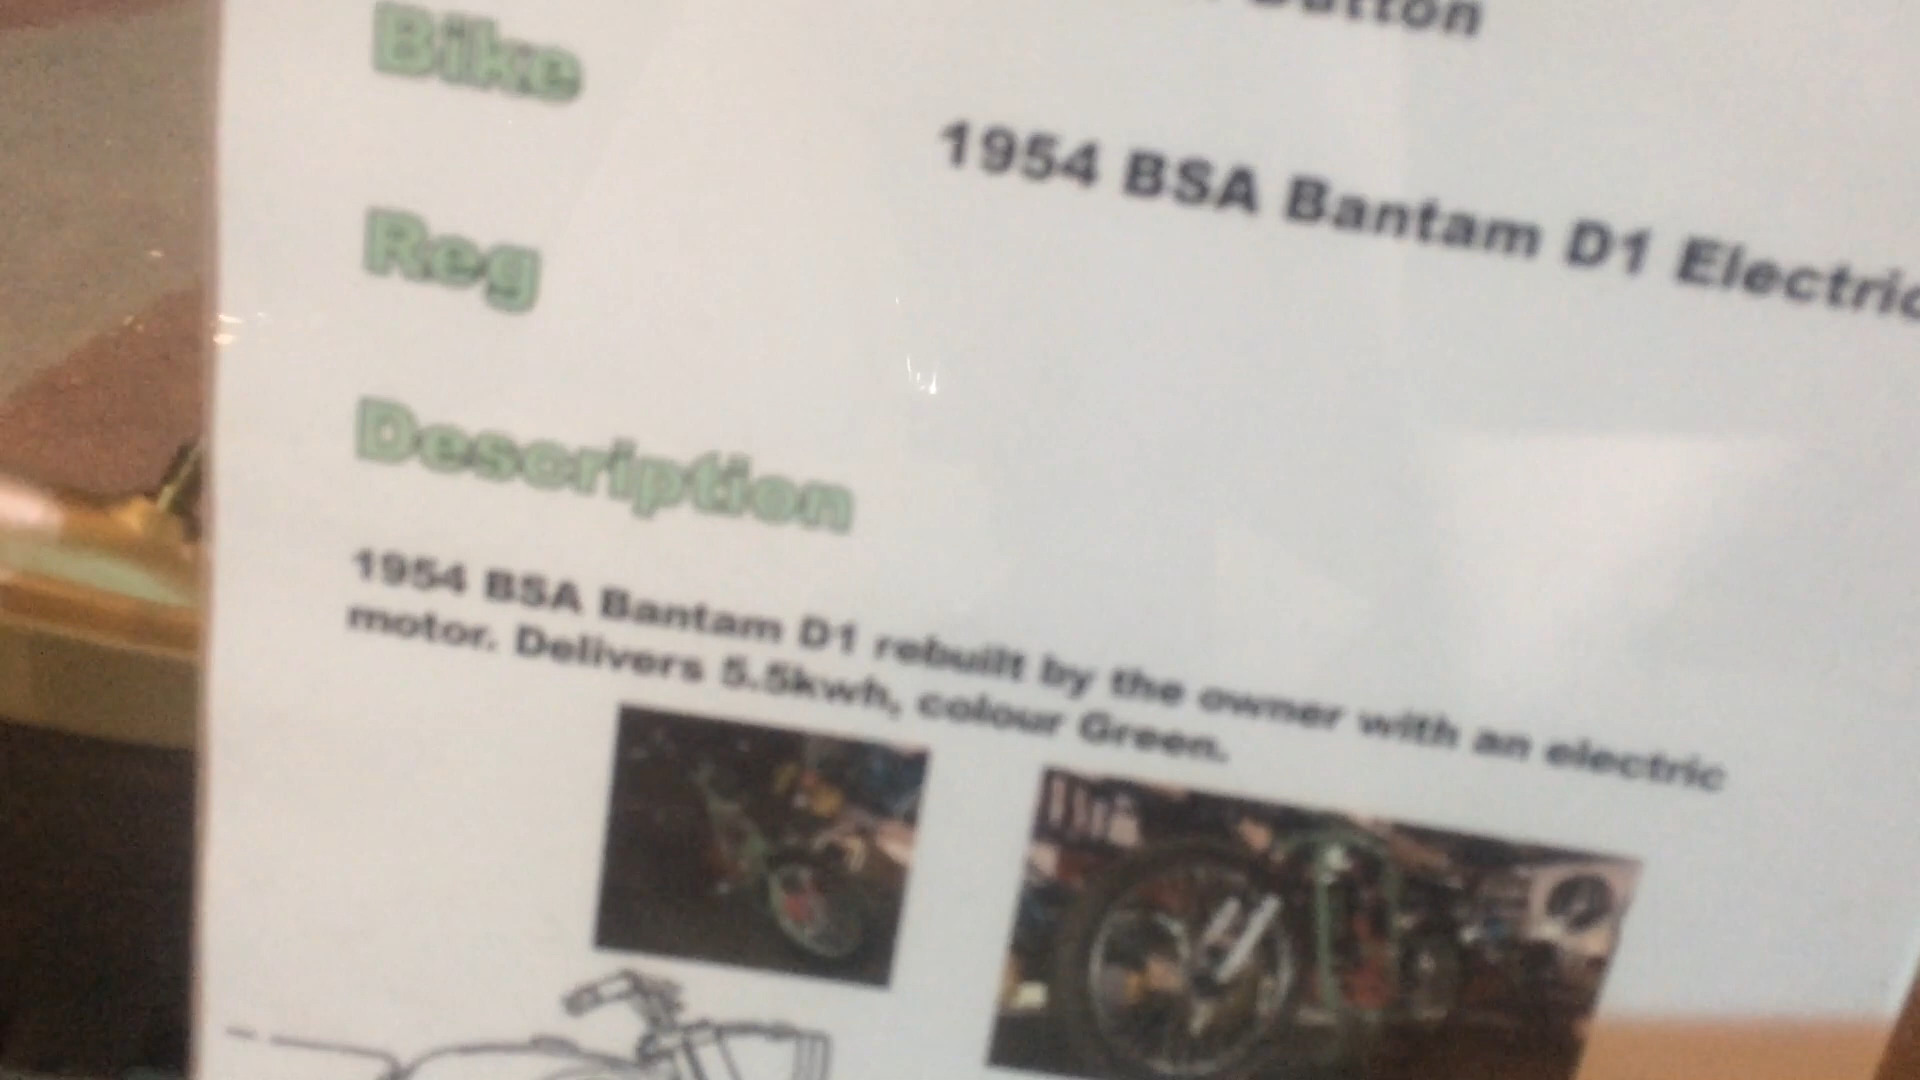 Button
Bike
1954 BSA Bantam D1 Electric
Reg
Description
1954 BSA Bantam D1 rebuilt by the owner with an electric
motor. Delivers 5.5kwh, colour Green.